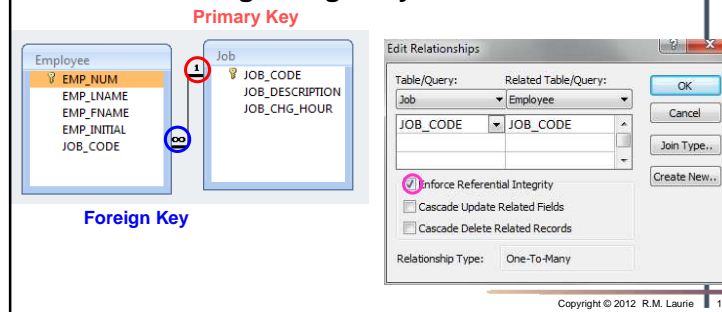 Primary Key
Employee
EMP_NUM
EMP_LNAME
EMP_FNAME
EMP_INITIAL
JOB_CODE
1
∞
Job
JOB_CODE
JOB_DESCRIPTION
JOB_CHG_HOUR
Foreign Key
Edit Relationships
? X
Table/Query: Related Table/Query:
Job Employee
JOB_CODE JOB_CODE
Enforce Referential Integrity
Cascade Update Related Fields
Cascade Delete Related Records
Relationship Type: One-To-Many
OK
Cancel
Join Type..
Create New..
Copyright © 2012 R.M. Laurie 1